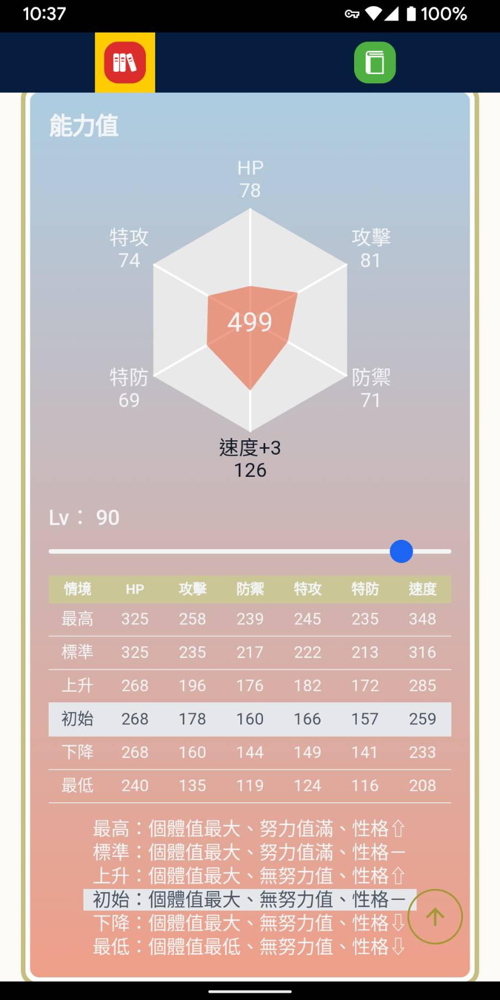 10:37
100%
能力值
HP
78
特攻
74
攻擊
81
499
特防
69
防禦
71
速度+3
126
Lv： 90
情境 HP 攻擊 防禦 特攻 特防 速度
最高 325 258 239 245 235 348
標準 325 235 217 222 213 316
上升 268 196 176 182 172 285
初始 268 178 160 166 157 259
下降 268 160 144 149 141 233
最低 240 135 119 124 116 208
最高：個體值最大、努力值滿、性格⇧
標準：個體值最大、努力值滿、性格－
上升：個體值最大、無努力值、性格⇧
初始：個體值最大、無努力值、性格－
下降：個體值最大、無努力值、性格⇩
最低：個體值最低、無努力值、性格⇩